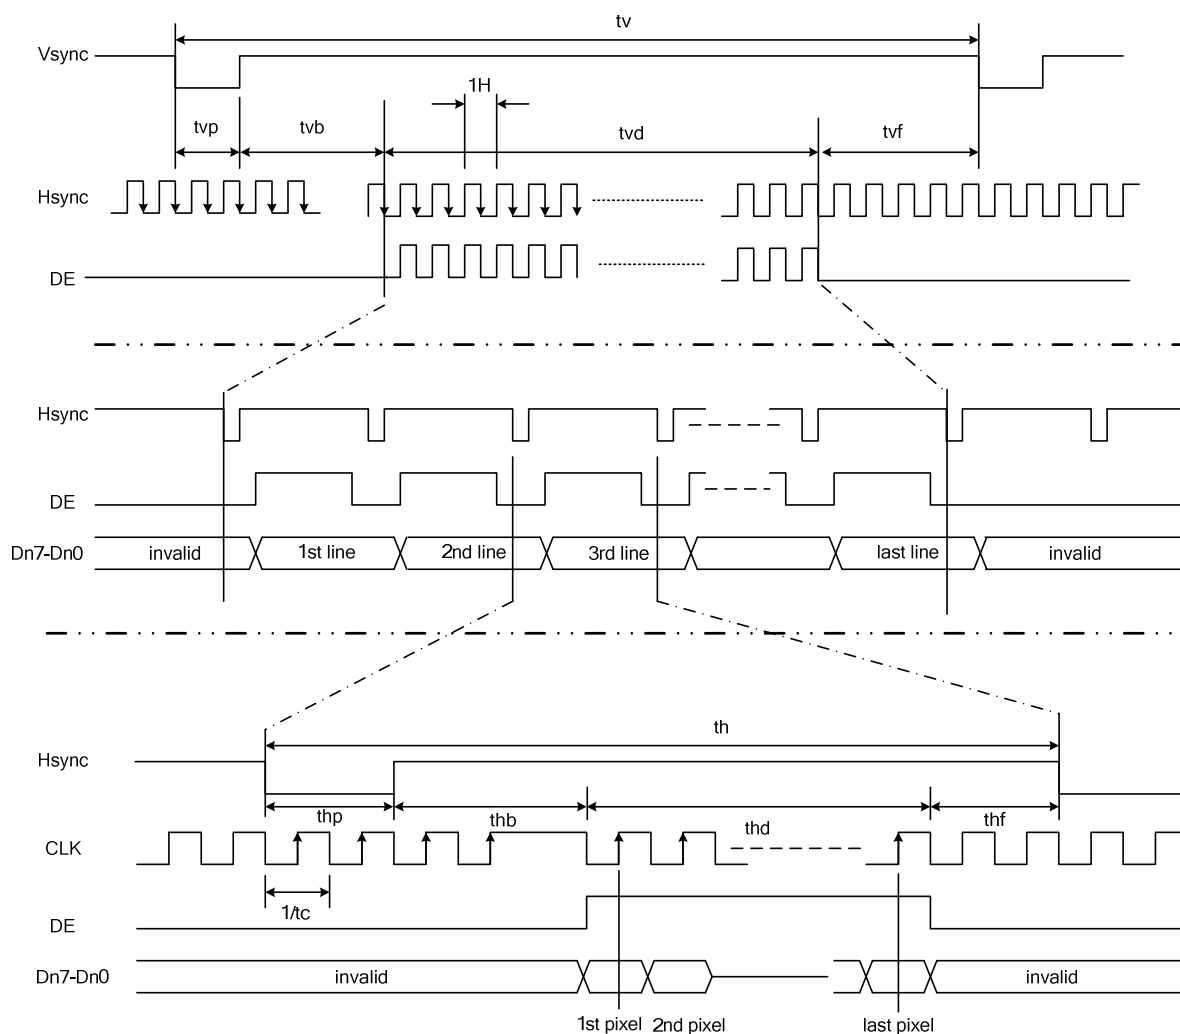 tv
Vsync
1H
tvp
tvb
tvd
tvf
Hsync
DE
Hsync
DE
Dn7-Dn0
invalid
1st line
2nd line
3rd line
last line
invalid
th
Hsync
thp
thb
thd
thf
CLK
1/tc
DE
Dn7-Dn0
invalid
invalid
1st pixel
2nd pixel
last pixel